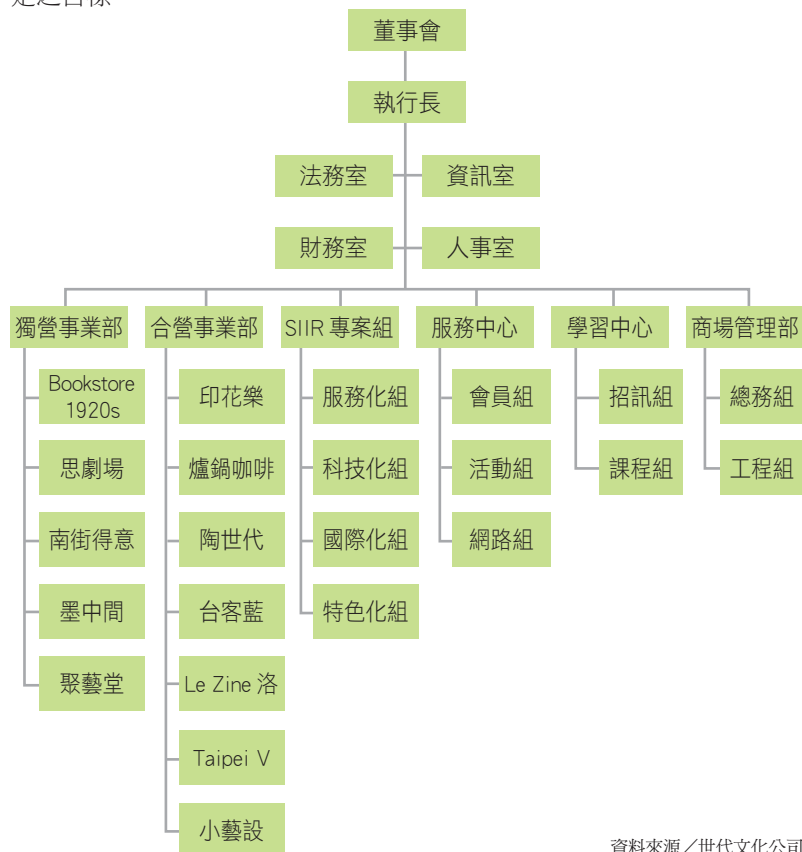 董事會
執行長
法務室
資訊室
財務室
人事室
獨營事業部
合營事業部
SIIR 專案組
服務中心
學習中心
商場管理部
Bookstore
1920s
印花樂
服務化組
會員組
招訊組
總務組
思劇場
爐鍋咖啡
科技化組
活動組
課程組
工程組
南街得意
陶世代
國際化組
網路組
墨中間
台客藍
特色化組
聚藝堂
Le Zine 洛
Taipei V
小藝設
資料來源／世代文化公司